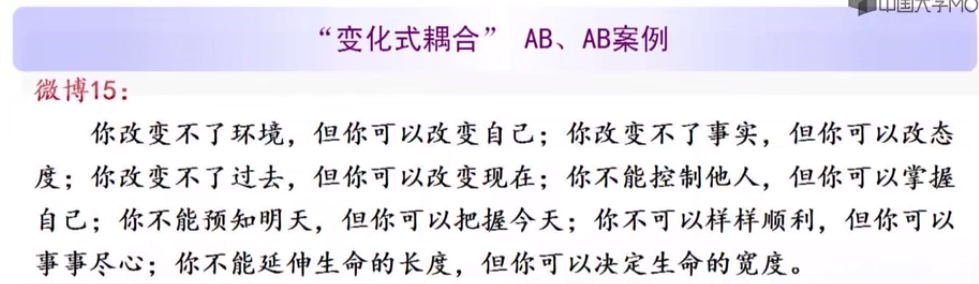 中国大学MO
“变化式耦合” AB、AB案例
微博15：
你改变不了环境，但你可以改变自己；你改变不了事实，但你可以改态
度；你改变不了过去，但你可以改变现在；你不能控制他人，但你可以掌握
自己；你不能预知明天，但你可以把握今天；你不可以样样顺利，但你可以
事事尽心；你不能延伸生命的长度，但你可以决定生命的宽度。